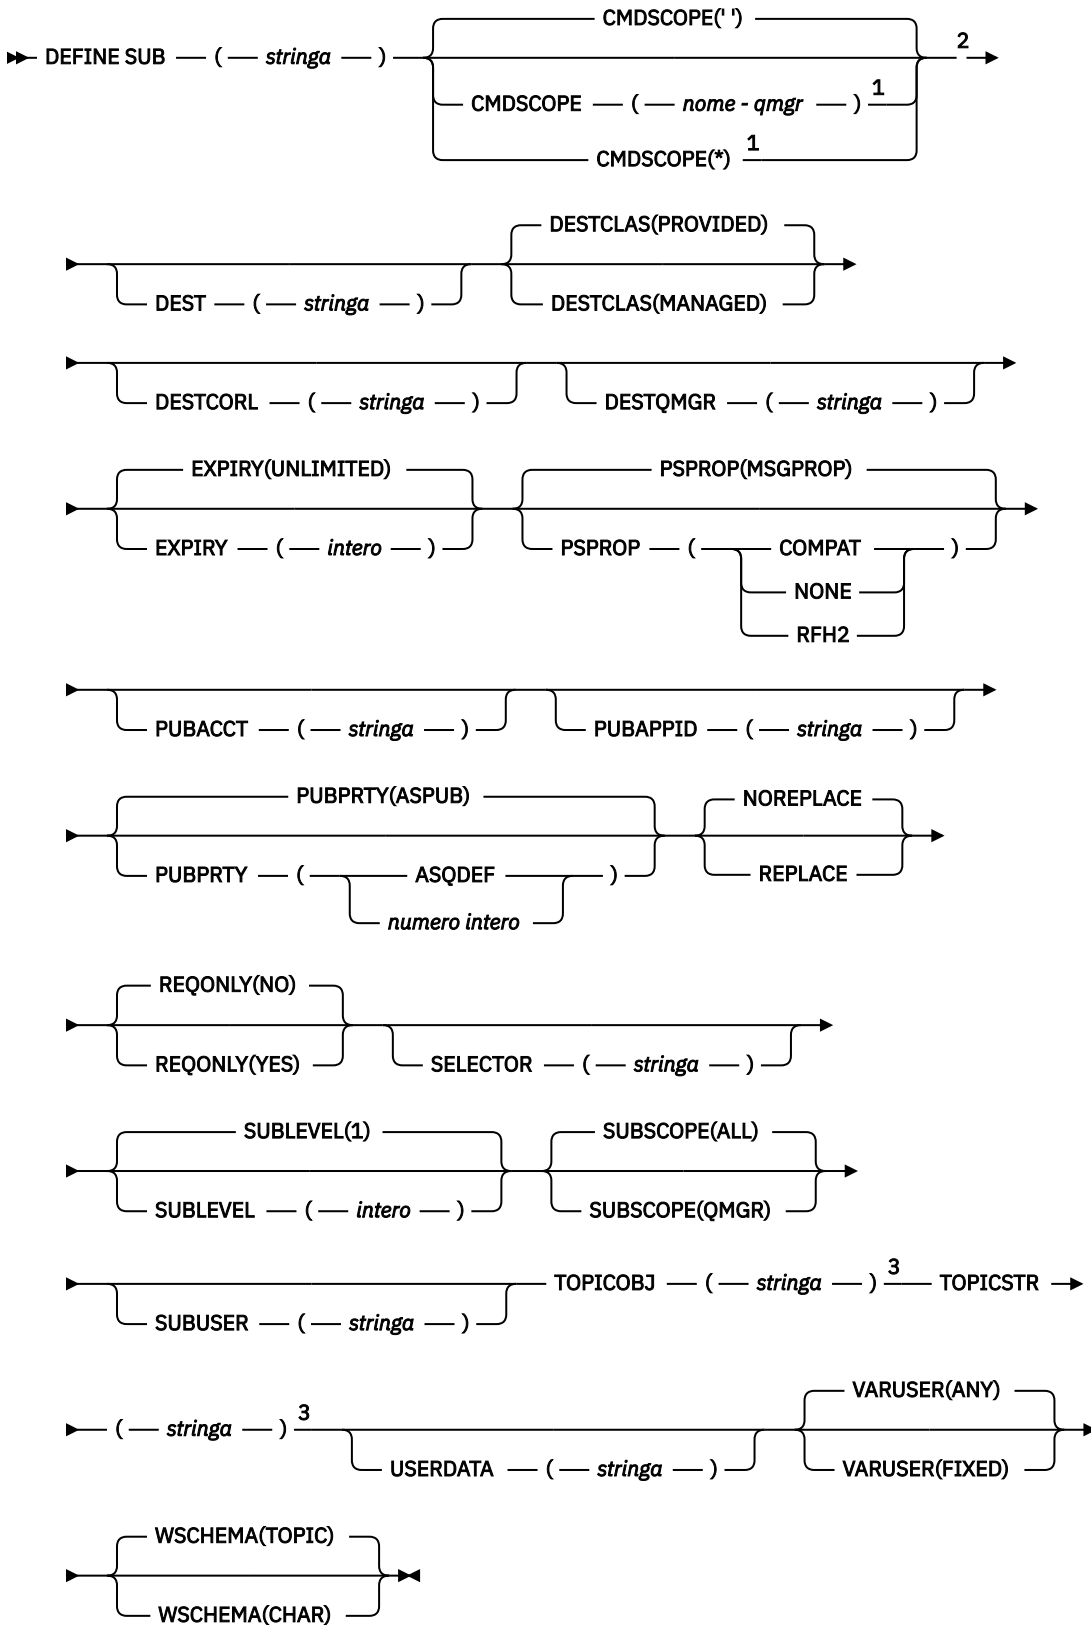 CMDSCOPE(' ')
DEFINE SUB ( stringa ) 2
CMDSCOPE ( nome - qmgr ) 1
CMDSCOPE(*) 1
DESTCLAS(PROVIDED)
DEST ( stringa ) DESTCLAS(MANAGED)
DESTCORL ( stringa ) DESTQMGR ( stringa )
EXPIRY(UNLIMITED) PSPROP(MSGPROP)
EXPIRY ( intero ) PSPROP ( COMPAT )
NONE
RFH2
PUBACCT ( stringa ) PUBAPPID ( stringa )
PUBPRTY(ASPUB) NOREPLACE
PUBPRTY ( ASQDEF ) REPLACE
numero intero
REQONLY(NO)
REQONLY(YES) SELECTOR ( stringa )
SUBLEVEL(1) SUBSCOPE(ALL)
SUBLEVEL ( intero ) SUBSCOPE(QMGR)
TOPICOBJ ( stringa ) 3 TOPICSTR
SUBUSER ( stringa )
VARUSER(ANY)
( stringa ) 3
USERDATA ( stringa ) VARUSER(FIXED)
WSCHEMA(TOPIC)
WSCHEMA(CHAR)